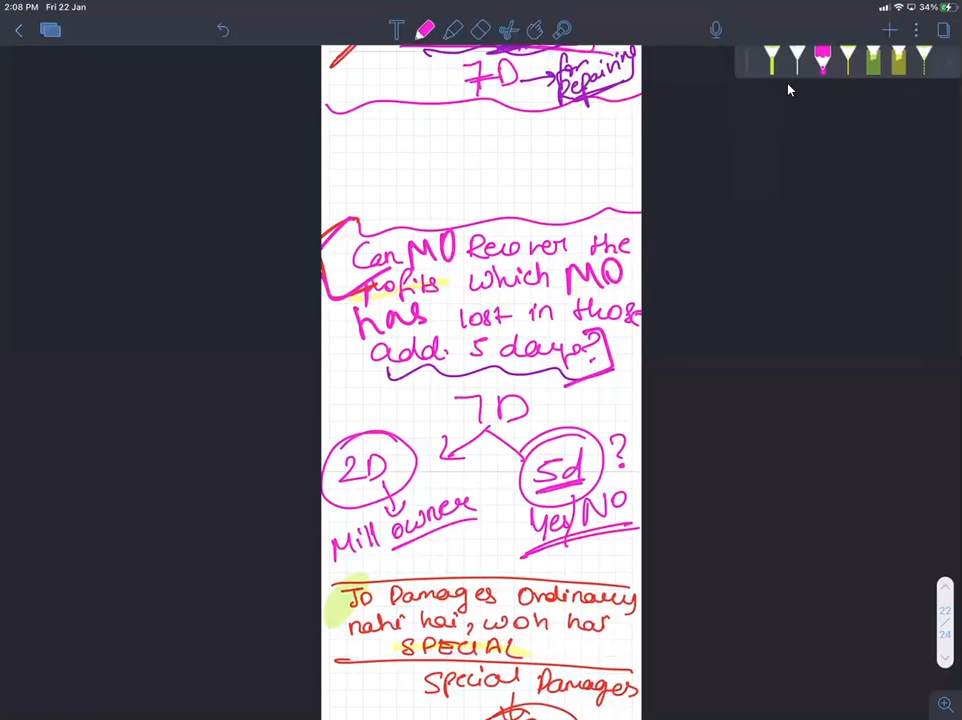 2:08 PM Fri 22 Jan
34%
7D → for
repairing
Can MO Recover the
profits which MO
has lost in those
add. 5 days?
7D
2D
5d ?
Mill owner
Yes/NO
JO Damages Ordinary
nahi hai, woh hai
SPECIAL
Special Damages
22
24